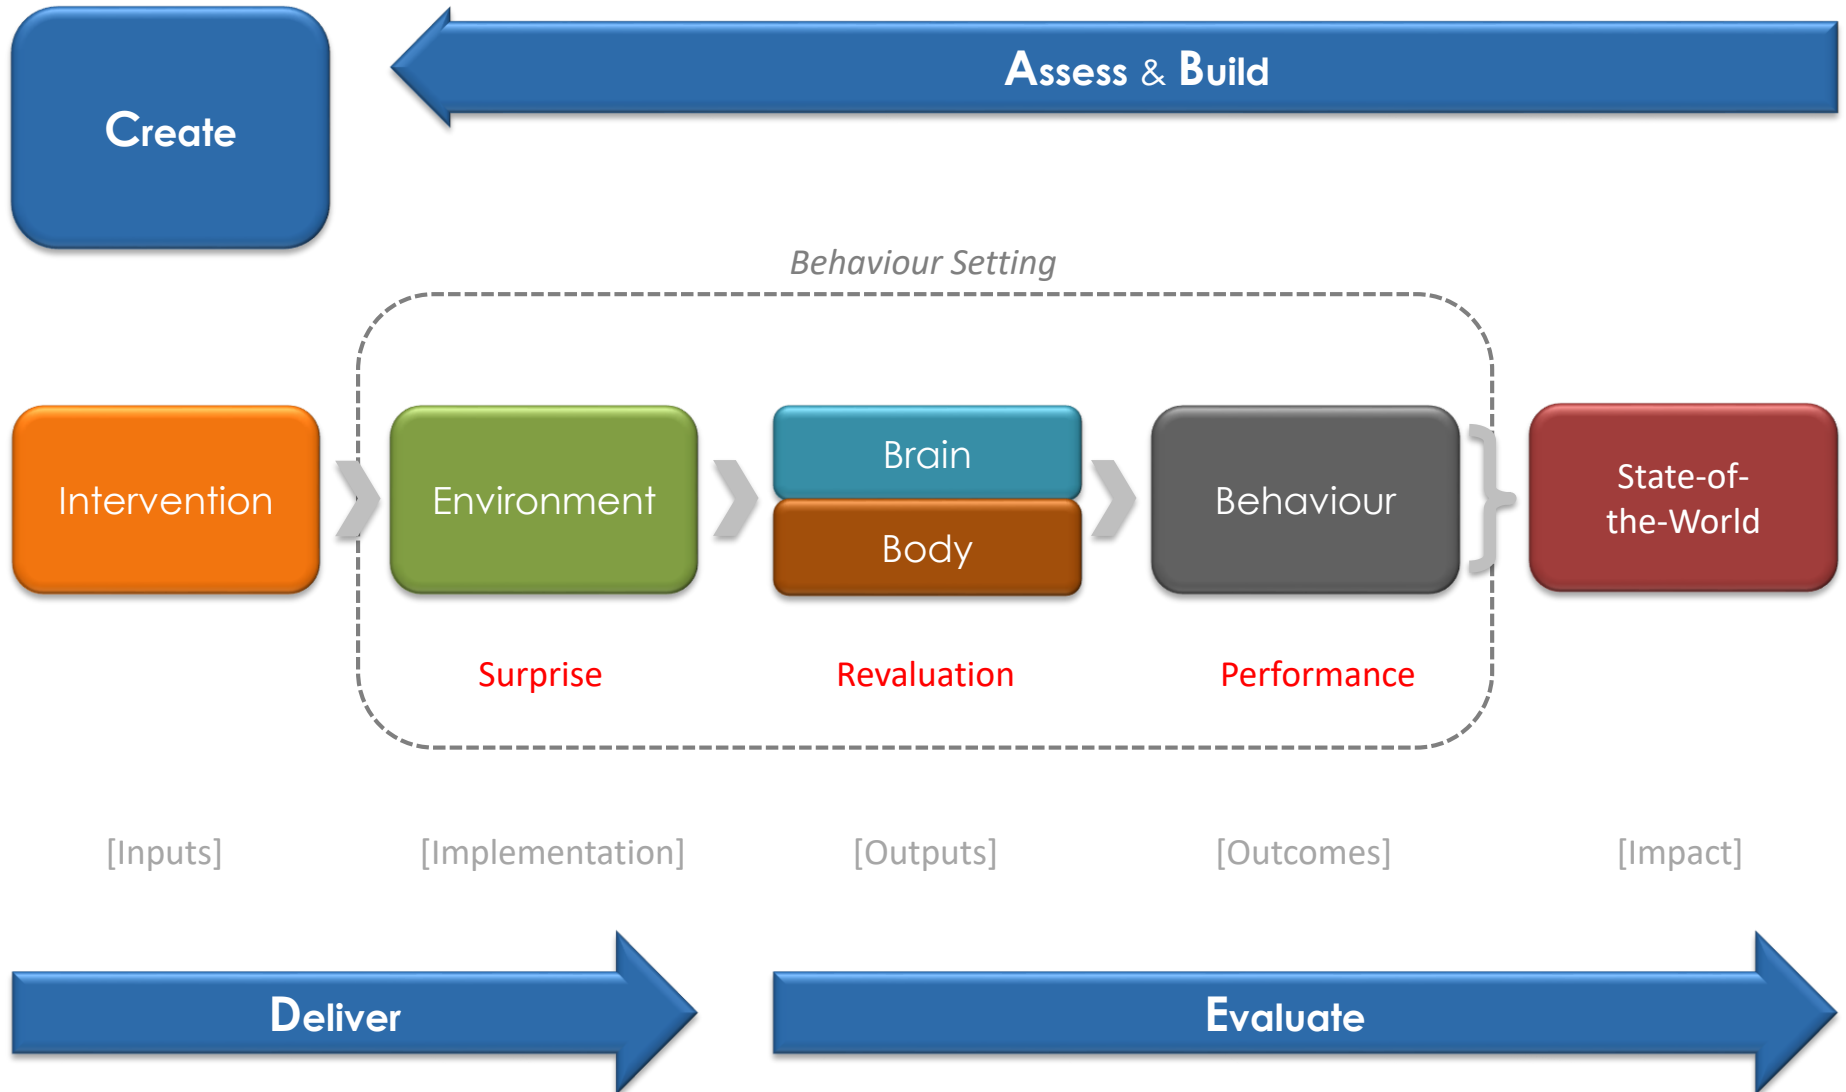 Create
Assess & Build
Behaviour Setting
Intervention
Environment
Brain
Body
Behaviour
State-of-
the-World
Surprise
Revaluation
Performance
[Inputs]
[Implementation]
[Outputs]
[Outcomes]
[Impact]
Deliver
Evaluate